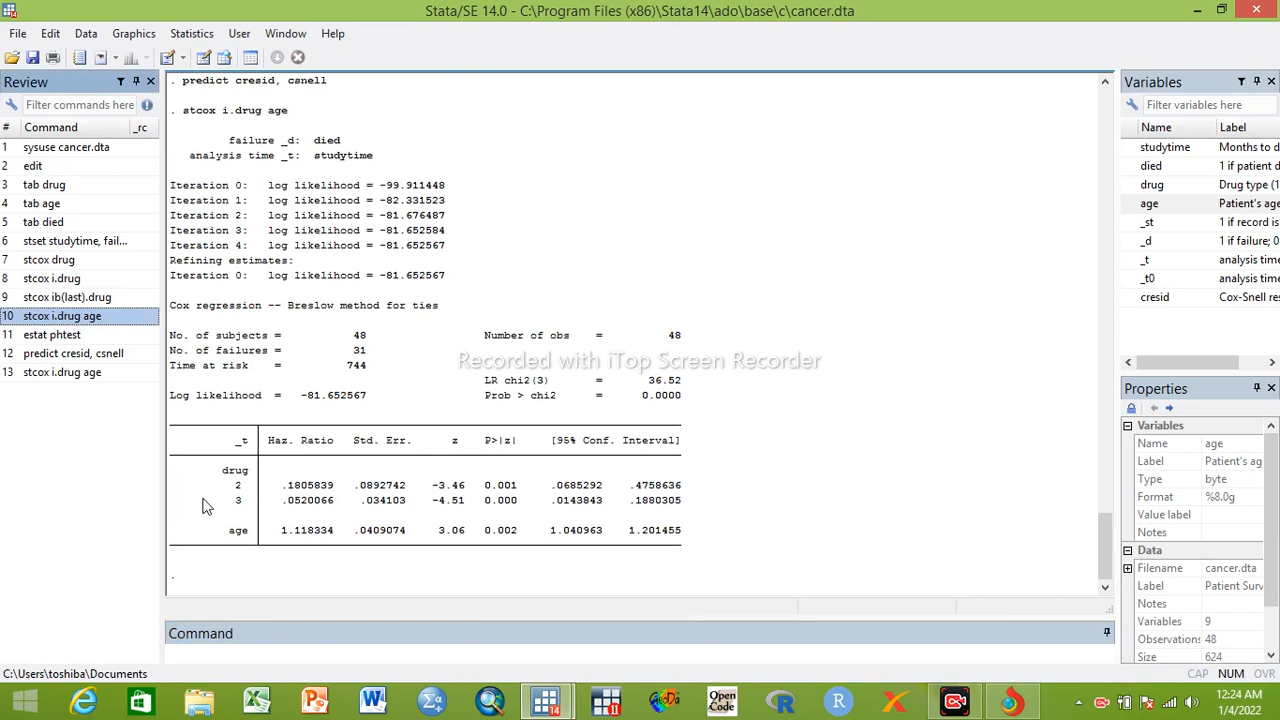 Stata/SE 14.0 - C:\Program Files (x86)\Stata14\ado\base\c\cancer.dta
File Edit Data Graphics Statistics User Window Help
Review
Filter commands here
# Command _rc
1 sysuse cancer.dta
2 edit
3 tab drug
4 tab age
5 tab died
6 stset studytime, fail...
7 stcox drug
8 stcox i.drug
9 stcox ib(last).drug
10 stcox i.drug age
11 estat phtest
12 predict cresid, csnell
13 stcox i.drug age
. predict cresid, csnell
. stcox i.drug age
failure _d: died
analysis time _t: studytime
Iteration 0: log likelihood = -99.911448
Iteration 1: log likelihood = -82.331523
Iteration 2: log likelihood = -81.676487
Iteration 3: log likelihood = -81.652584
Iteration 4: log likelihood = -81.652567
Refining estimates:
Iteration 0: log likelihood = -81.652567
Cox regression -- Breslow method for ties
No. of subjects = 48 Number of obs = 48
No. of failures = 31
Time at risk = 744
LR chi2(3) = 36.52
Log likelihood = -81.652567 Prob > chi2 = 0.0000
Recorded with iTop Screen Recorder
_t Haz. Ratio Std. Err. z P>|z| [95% Conf. Interval]
drug
2 .1805839 .0892742 -3.46 0.001 .0685292 .4758636
3 .0520066 .034103 -4.51 0.000 .0143843 .1880305
age 1.118334 .0409074 3.06 0.002 1.040963 1.201455
.
Command
Variables
Filter variables here
Name Label
studytime Months to d
died 1 if patient d
drug Drug type (1
age Patient's age
_st 1 if record is
_d 1 if failure; 0
_t analysis time
_t0 analysis time
cresid Cox-Snell res
Properties
Variables
Name age
Label Patient's ag
Type byte
Format %8.0g
Value label
Notes
Data
Filename cancer.dta
Label Patient Surv
Notes
Variables 9
Observations 48
Size 624
C:\Users\toshiba\Documents
CAP NUM OVR
14
11
Open
Code
R
R
12:24 AM
1/4/2022